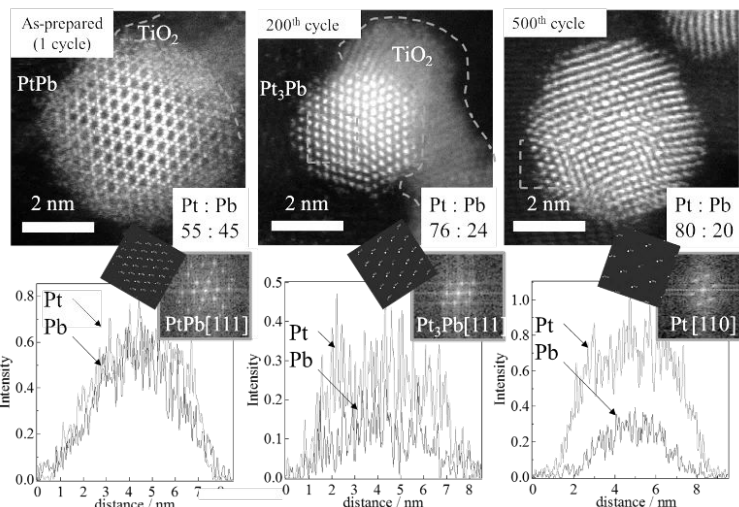 As-prepared
(1 cycle)
TiO₂
PtPb
2 nm
Pt : Pb
55 : 45
200th cycle
TiO₂
Pt₃Pb
2 nm
Pt : Pb
76 : 24
500th cycle
2 nm
Pt : Pb
80 : 20
PtPb[111]
Pt
Pb
Intensity
0.8
0.6
0.4
0.2
0.0
0 1 2 3 4 5 6 7 8
distance / nm
Pt₃Pb[111]
Pt
Pb
Intensity
0.5
0.4
0.3
0.2
0.1
0.0
0 1 2 3 4 5 6 7 8
distance / nm
Pt [110]
Pt
Pb
Intensity
1.0
0.8
0.6
0.4
0.2
0.0
0 2 4 6 8
distance / nm